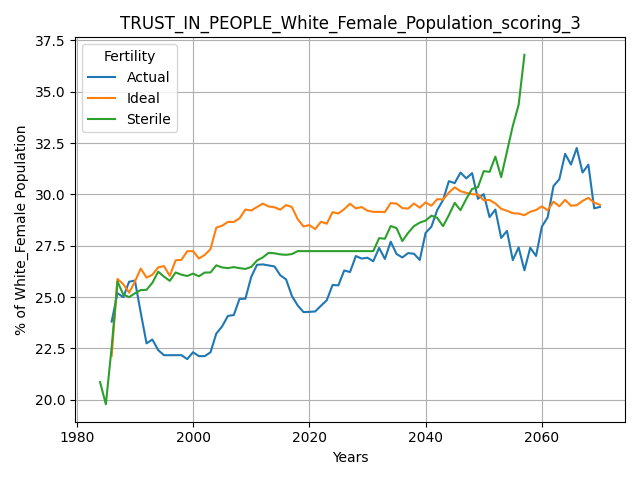 TRUST_IN_PEOPLE_White_Female_Population_scoring_3
37.5
35.0
32.5
30.0
27.5
25.0
22.5
20.0
% of White_Female Population
Fertility
Actual
Ideal
Sterile
1980 2000 2020 2040 2060
Years